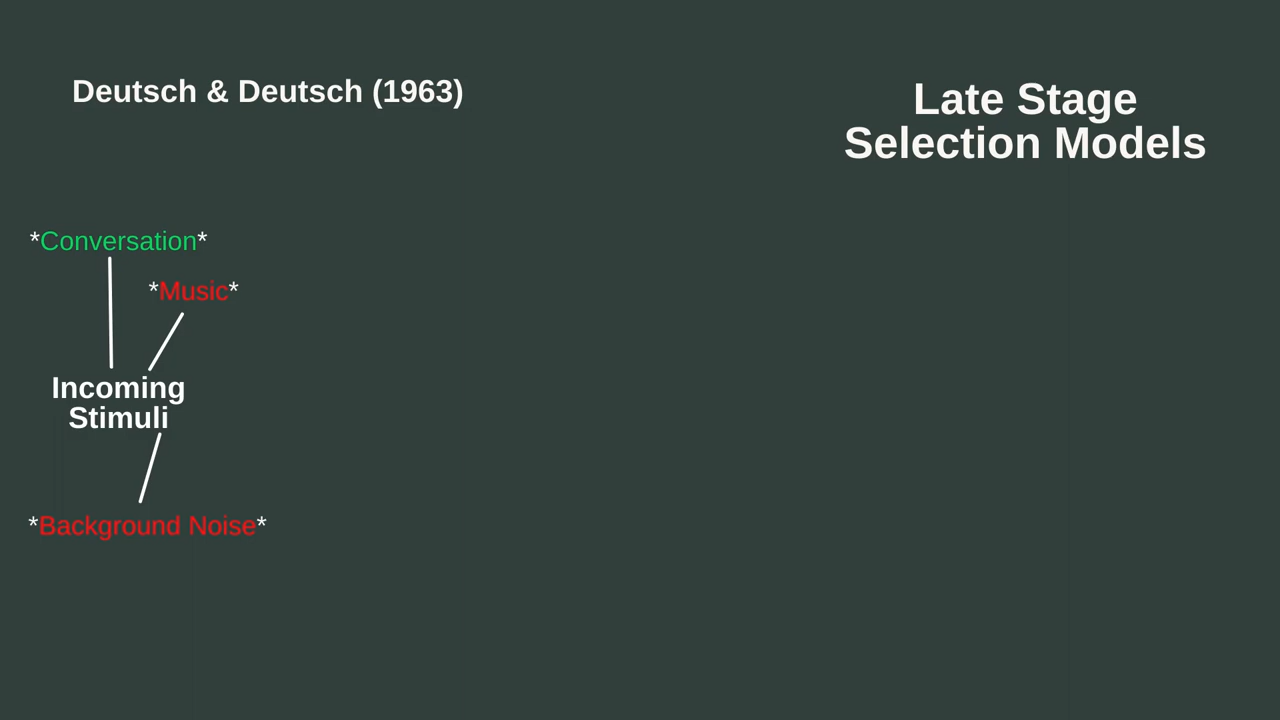 Deutsch & Deutsch (1963)
Late Stage
Selection Models
*Conversation*
*Music*
Incoming
Stimuli
*Background Noise*